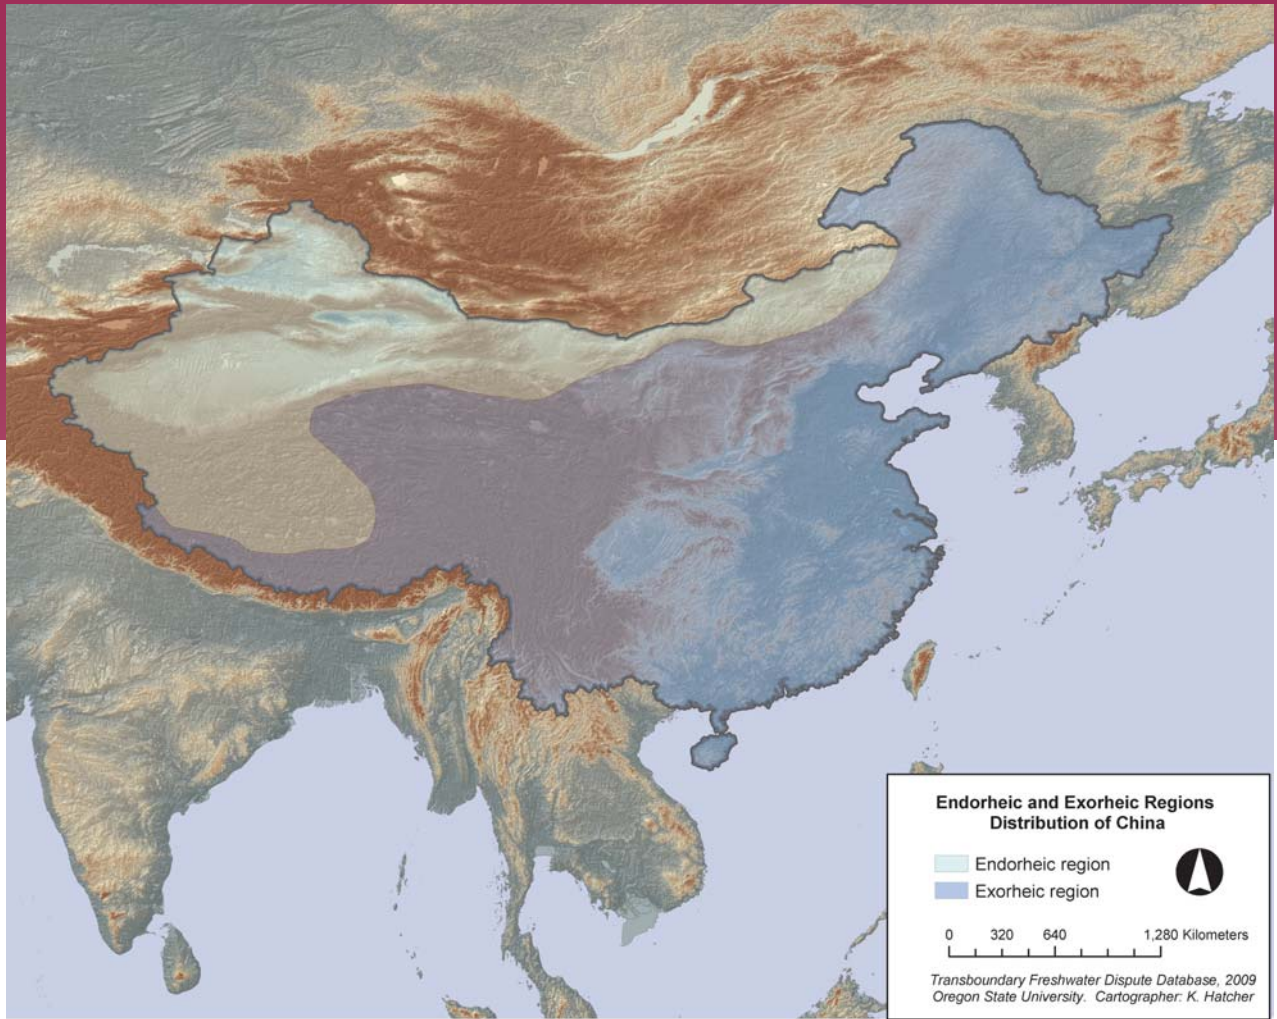 Endorheic and Exorheic Regions
Distribution of China
Endorheic region
Exorheic region
0 320 640 1,280 Kilometers
Transboundary Freshwater Dispute Database, 2009
Oregon State University. Cartographer: K. Hatcher